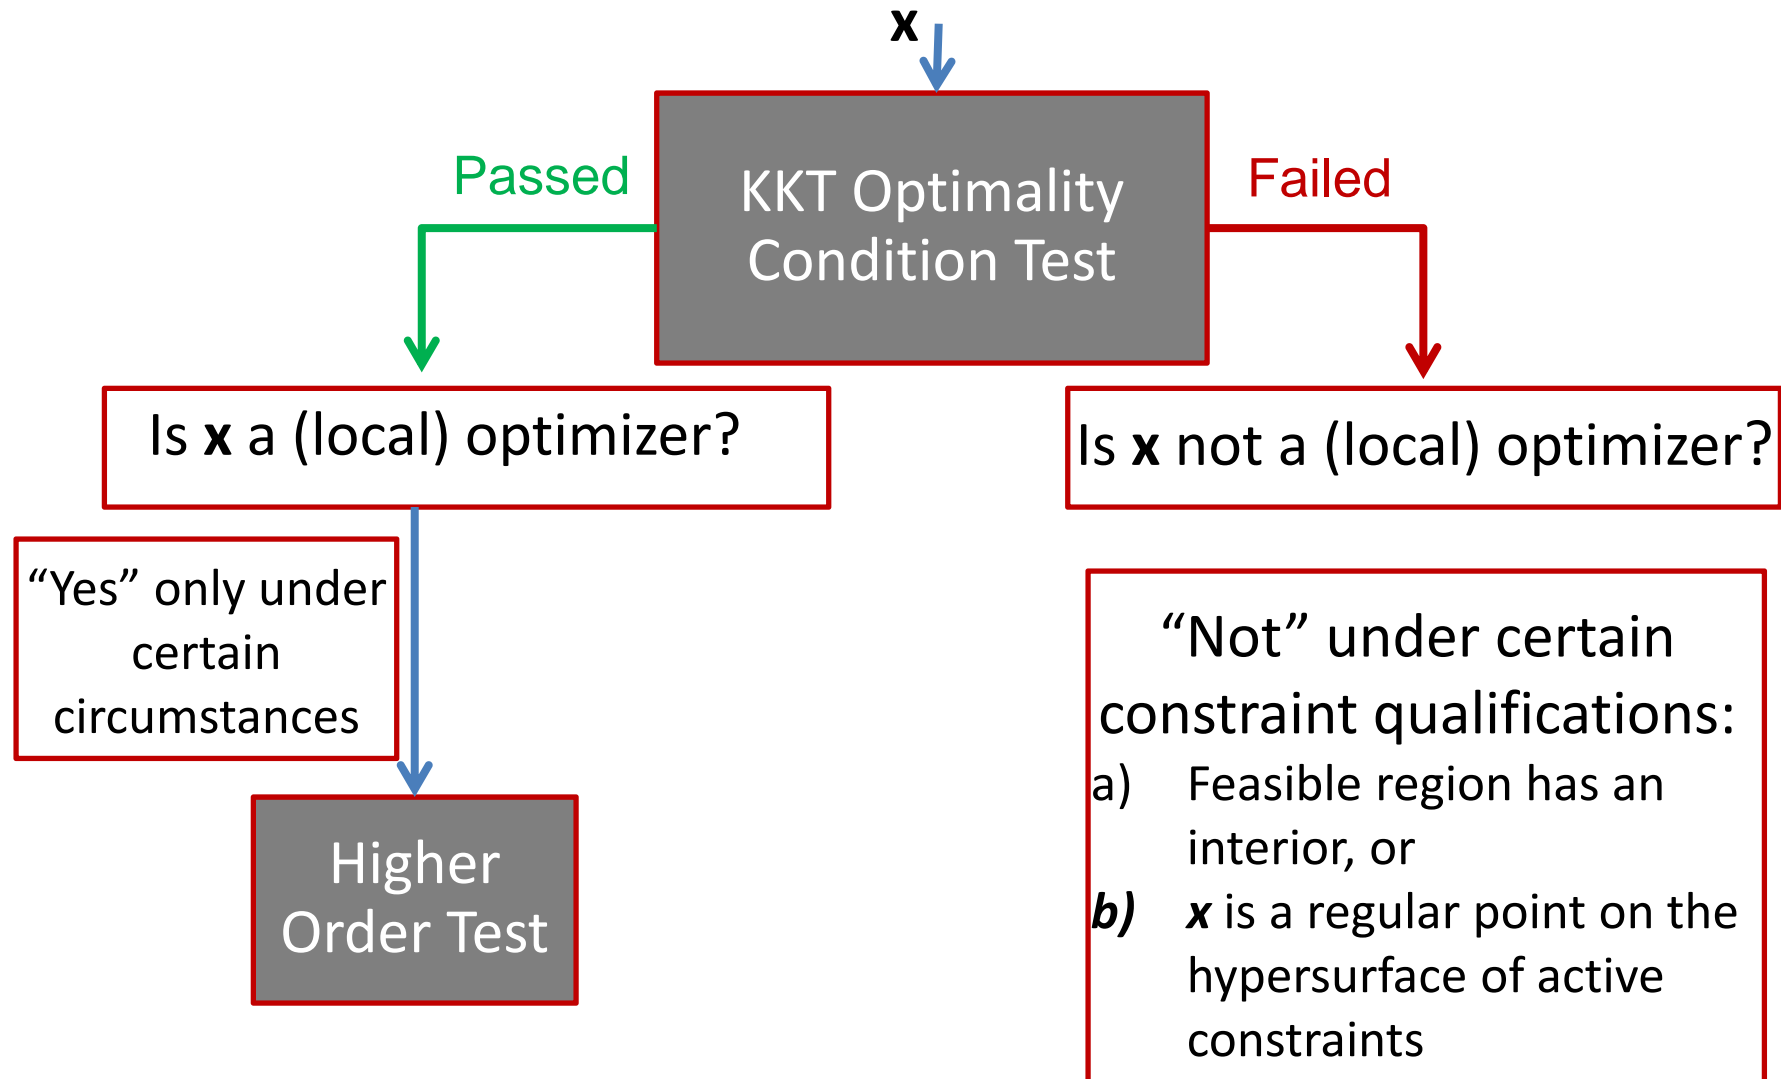 x
Passed
KKT Optimality
Condition Test
Failed
Is x a (local) optimizer?
Is x not a (local) optimizer?
“Yes” only under
certain
circumstances
Higher
Order Test
“Not” under certain
constraint qualifications:
a) Feasible region has an
interior, or
b) x is a regular point on the
hypersurface of active
constraints